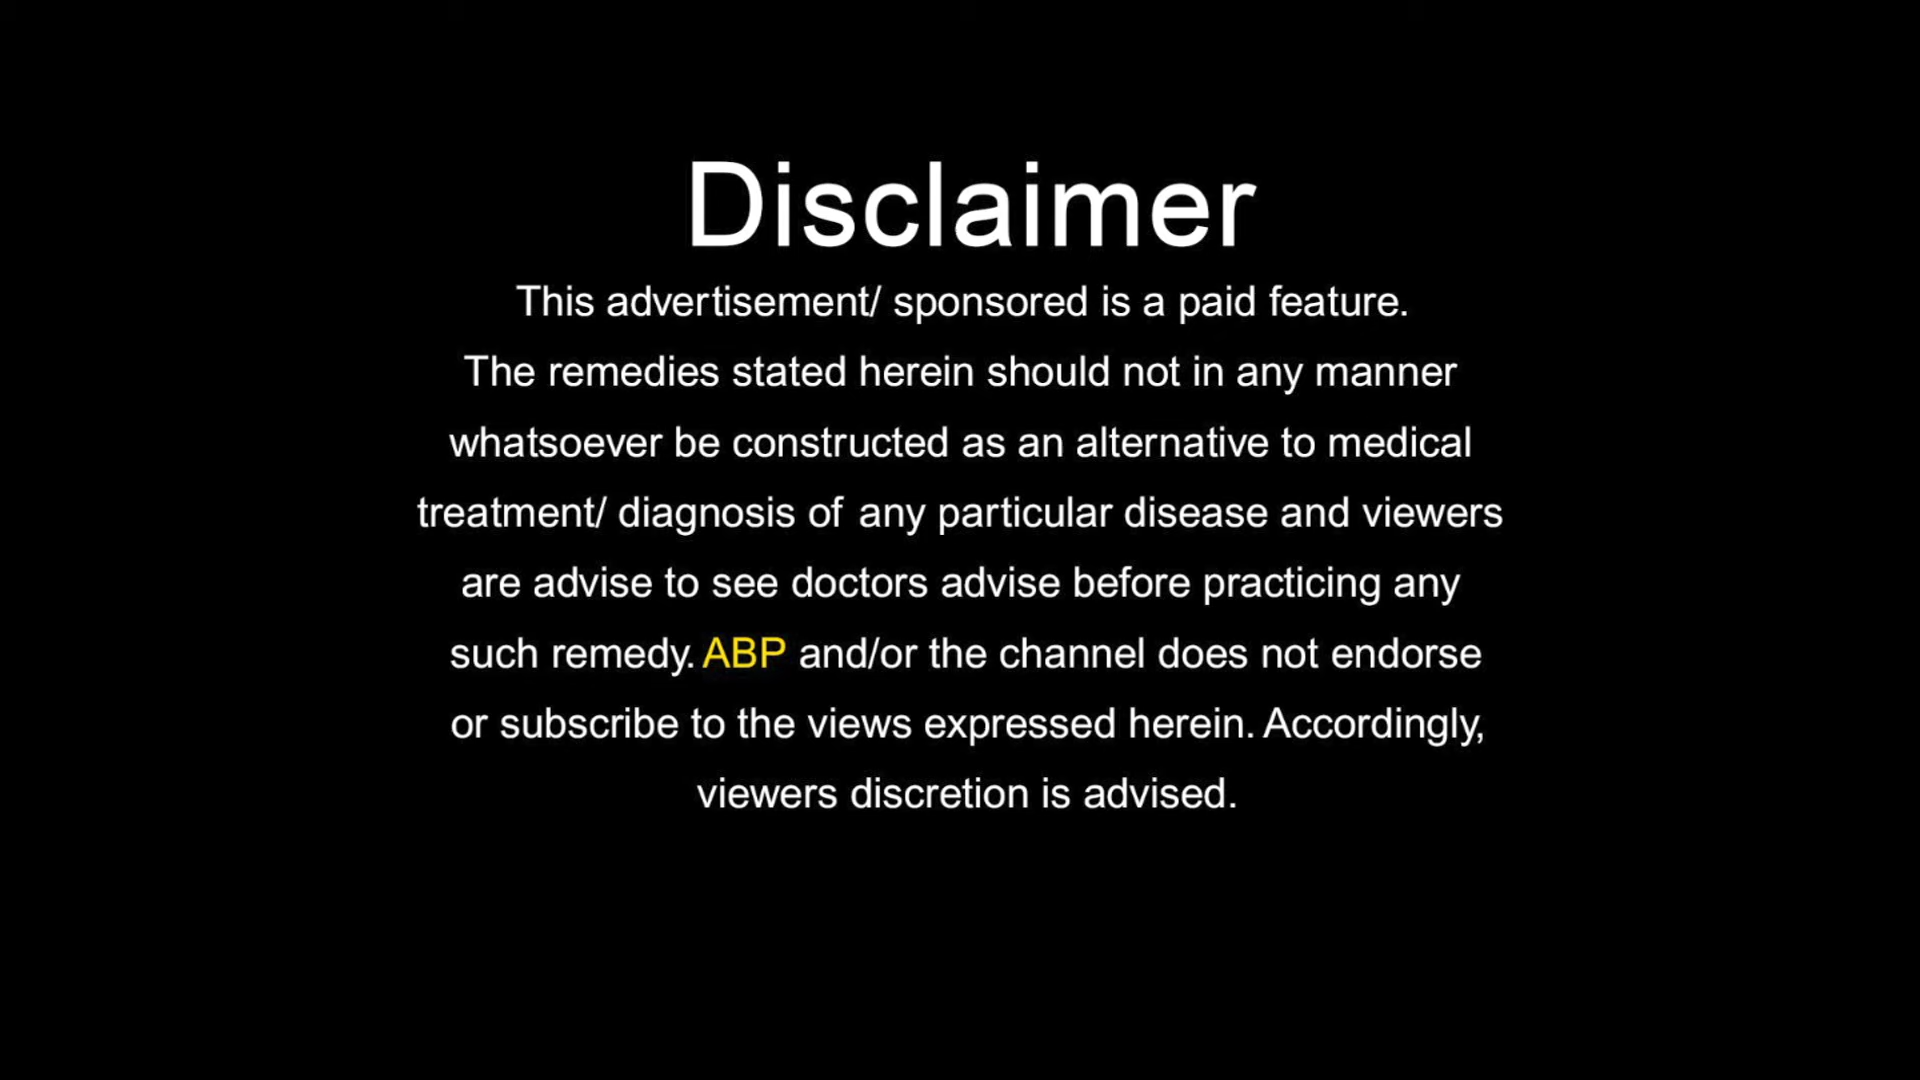 Disclaimer
This advertisement/ sponsored is a paid feature.
The remedies stated herein should not in any manner
whatsoever be constructed as an alternative to medical
treatment/ diagnosis of any particular disease and viewers
are advise to see doctors advise before practicing any
such remedy. ABP and/or the channel does not endorse
or subscribe to the views expressed herein. Accordingly,
viewers discretion is advised.